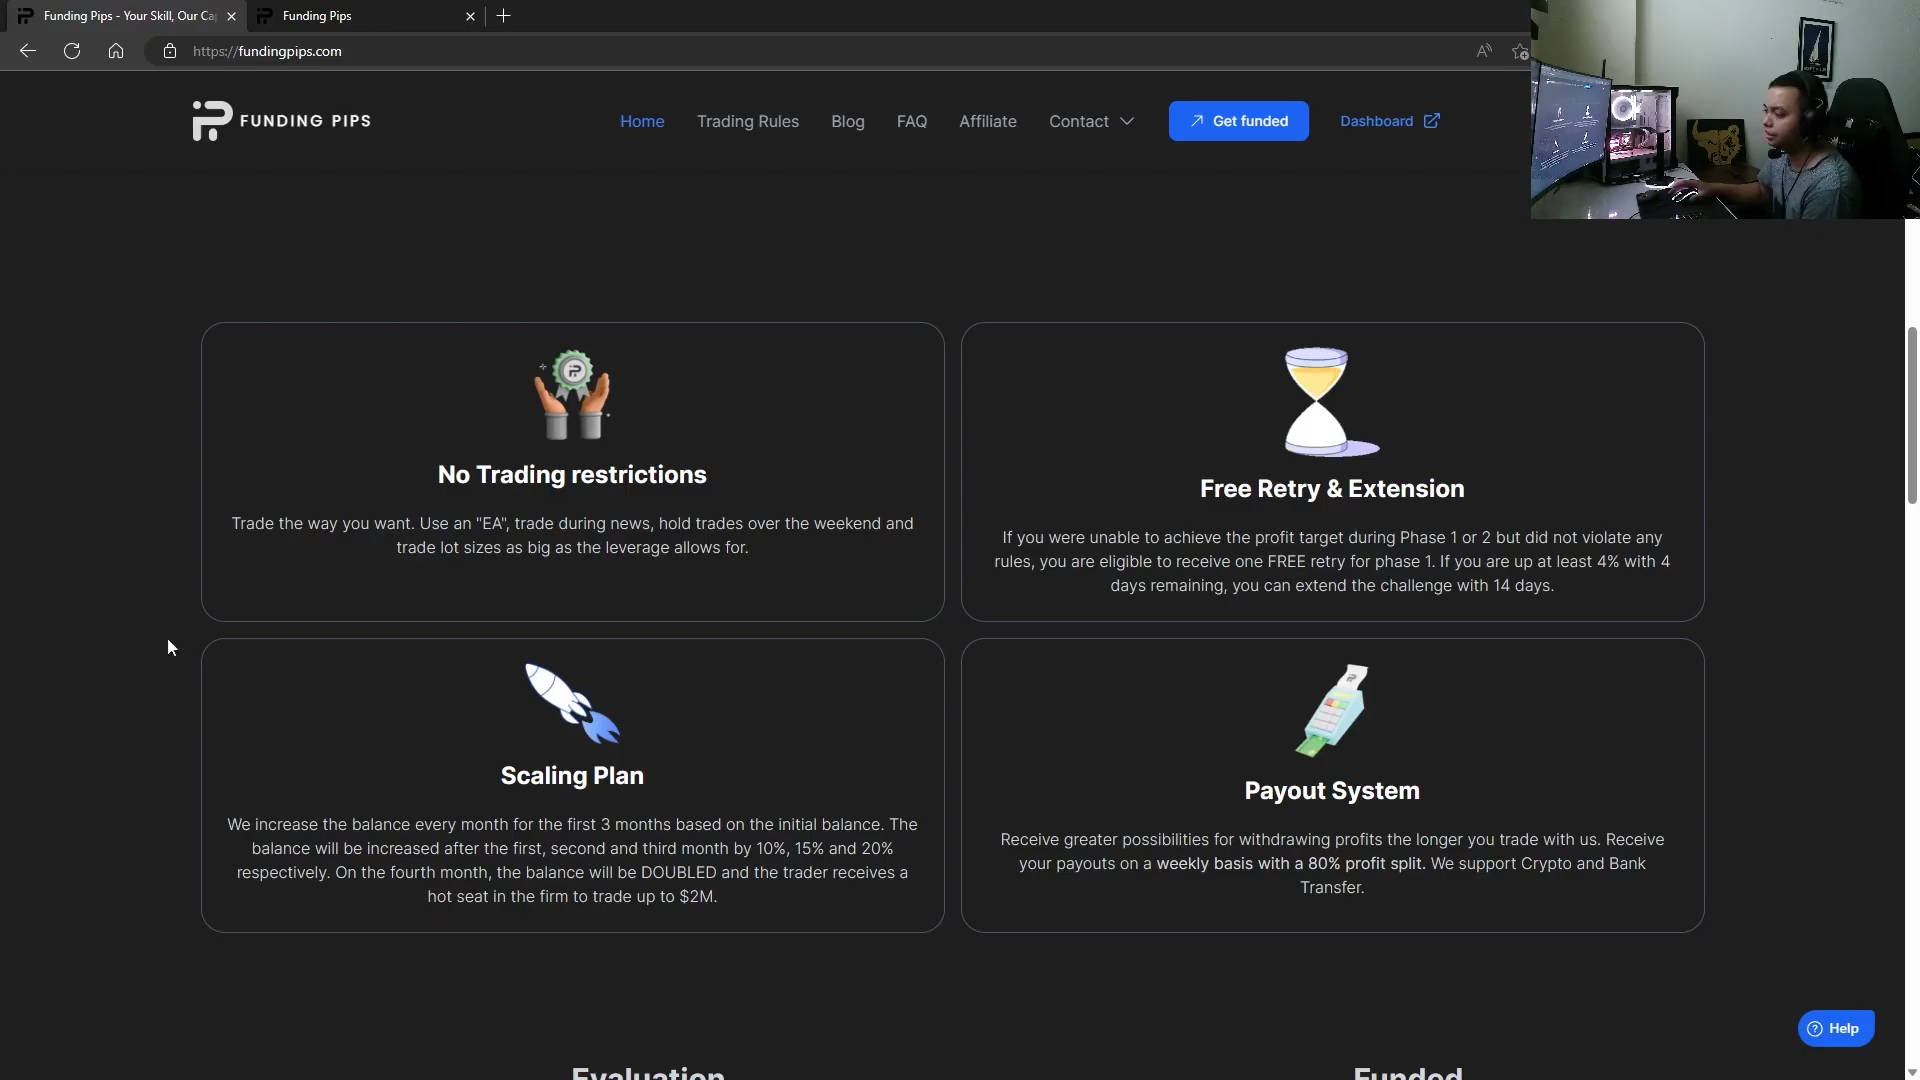 Funding Pips - Your Skill, Our Ca
Funding Pips
https://fundingpips.com
FUNDING PIPS
Home
Trading Rules
Blog
FAQ
Affiliate
Contact
Get funded
Dashboard
No Trading restrictions
Trade the way you want. Use an "EA", trade during news, hold trades over the weekend and
trade lot sizes as big as the leverage allows for.
Free Retry & Extension
If you were unable to achieve the profit target during Phase 1 or 2 but did not violate any
rules, you are eligible to receive one FREE retry for phase 1. If you are up at least 4% with 4
days remaining, you can extend the challenge with 14 days.
Scaling Plan
We increase the balance every month for the first 3 months based on the initial balance. The
balance will be increased after the first, second and third month by 10%, 15% and 20%
respectively. On the fourth month, the balance will be DOUBLED and the trader receives a
hot seat in the firm to trade up to $2M.
Payout System
Receive greater possibilities for withdrawing profits the longer you trade with us. Receive
your payouts on a weekly basis with a 80% profit split. We support Crypto and Bank
Transfer.
Help
Evaluation
Funded